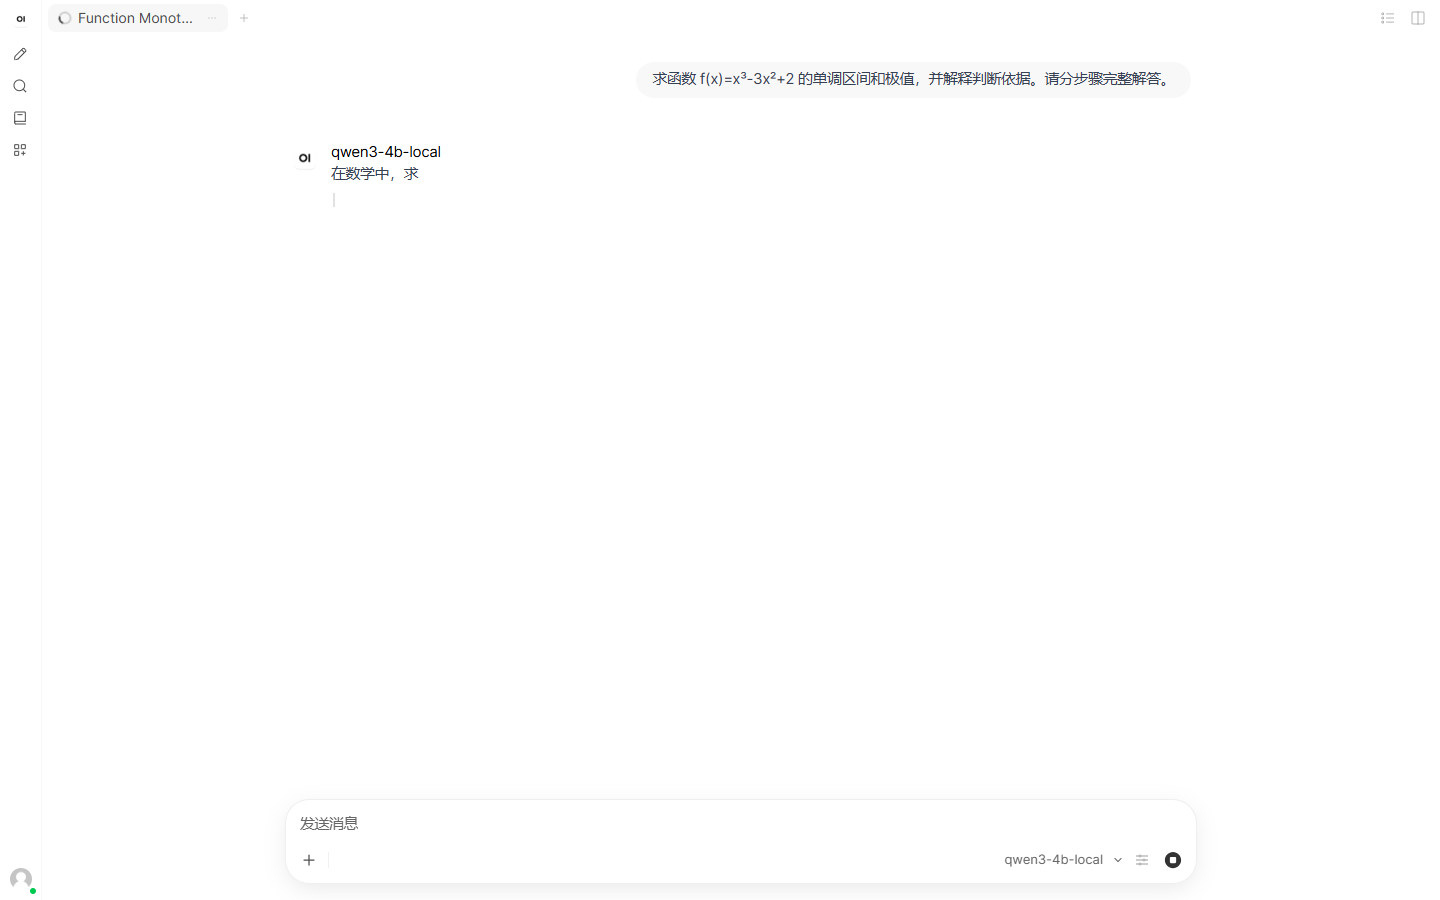 OI
Function Monot...
求函数 f(x)=x³-3x²+2 的单调区间和极值，并解释判断依据。请分步骤完整解答。
OI
qwen3-4b-local
在数学中，求
发送消息
qwen3-4b-local